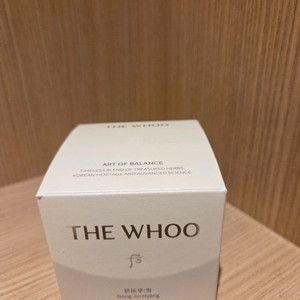 THE WHOO
ART OF BALANCE
TIMELESS BLEND OF TREASURED HERBS,
KOREAN HERITAGE AND ADVANCED SCIENCE
THE WHOO
Gong Jin-Hyang